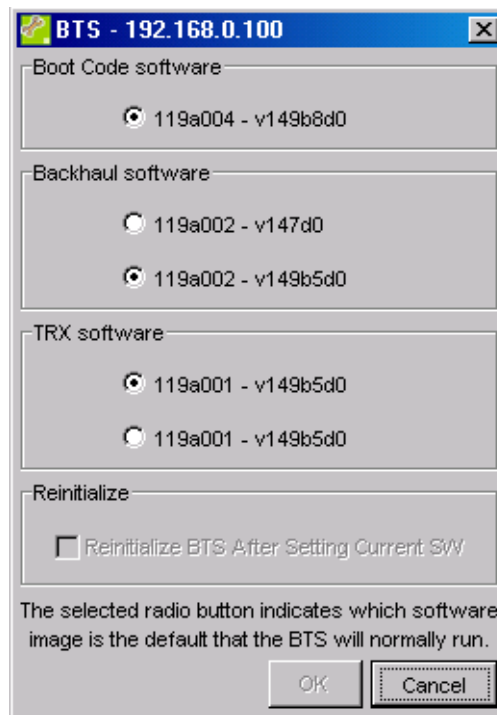 BTS - 192.168.0.100
Boot Code software
119a004 - v149b8d0
Backhaul software
119a002 - v147d0
119a002 - v149b5d0
TRX software
119a001 - v149b5d0
119a001 - v149b5d0
Reinitialize
Reinitialize BTS After Setting Current SW
The selected radio button indicates which software
image is the default that the BTS will normally run.
OK
Cancel